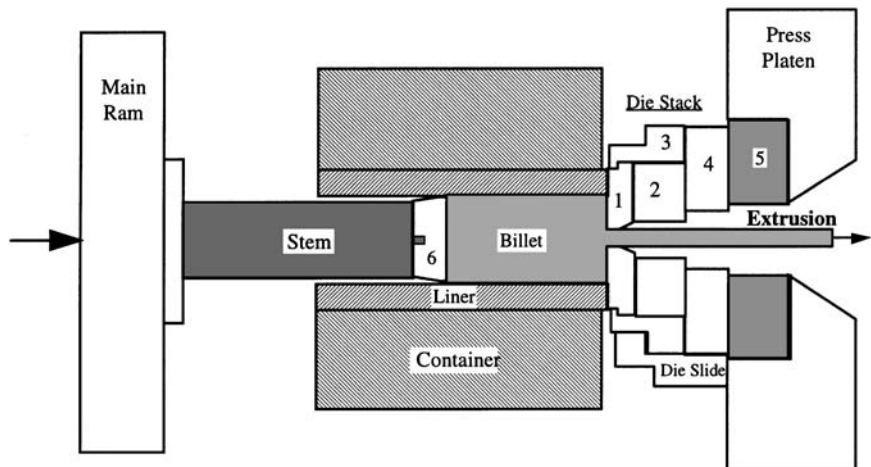 Main
Ram
Press
Platen
Die Stack
3
4
5
1
2
Extrusion
Stem
6
Billet
Liner
Container
Die Slide